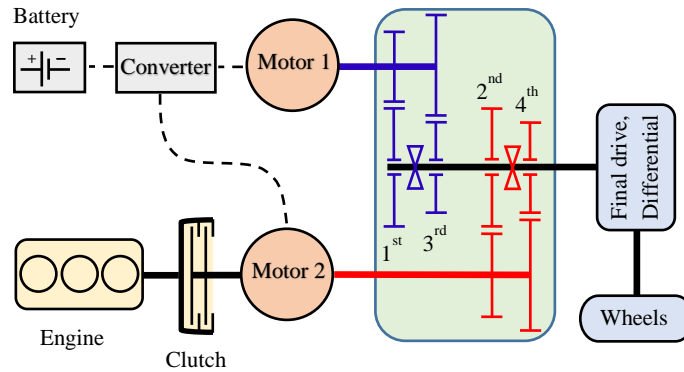 Battery
+ −
Converter
Motor 1
2nd
4th
1st
3rd
Final drive,
Differential
Motor 2
Engine
Clutch
Wheels